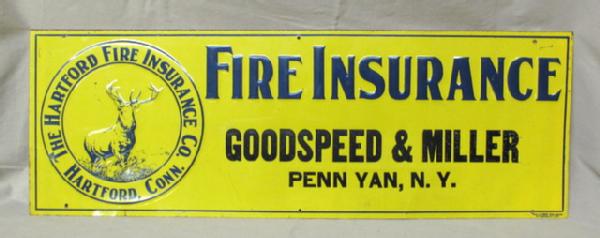 THE HARTFORD FIRE INSURANCE CO.
HARTFORD, CONN.
FIRE INSURANCE
GOODSPEED & MILLER
PENN YAN, N. Y.